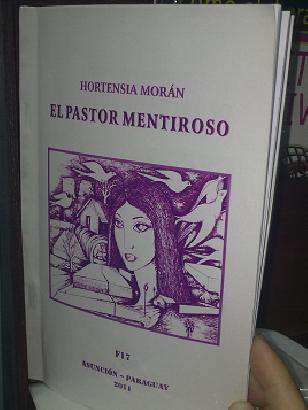 HORTENSIA MORÁN
EL PASTOR MENTIROSO
ASUNCIÓN – PARAGUAY